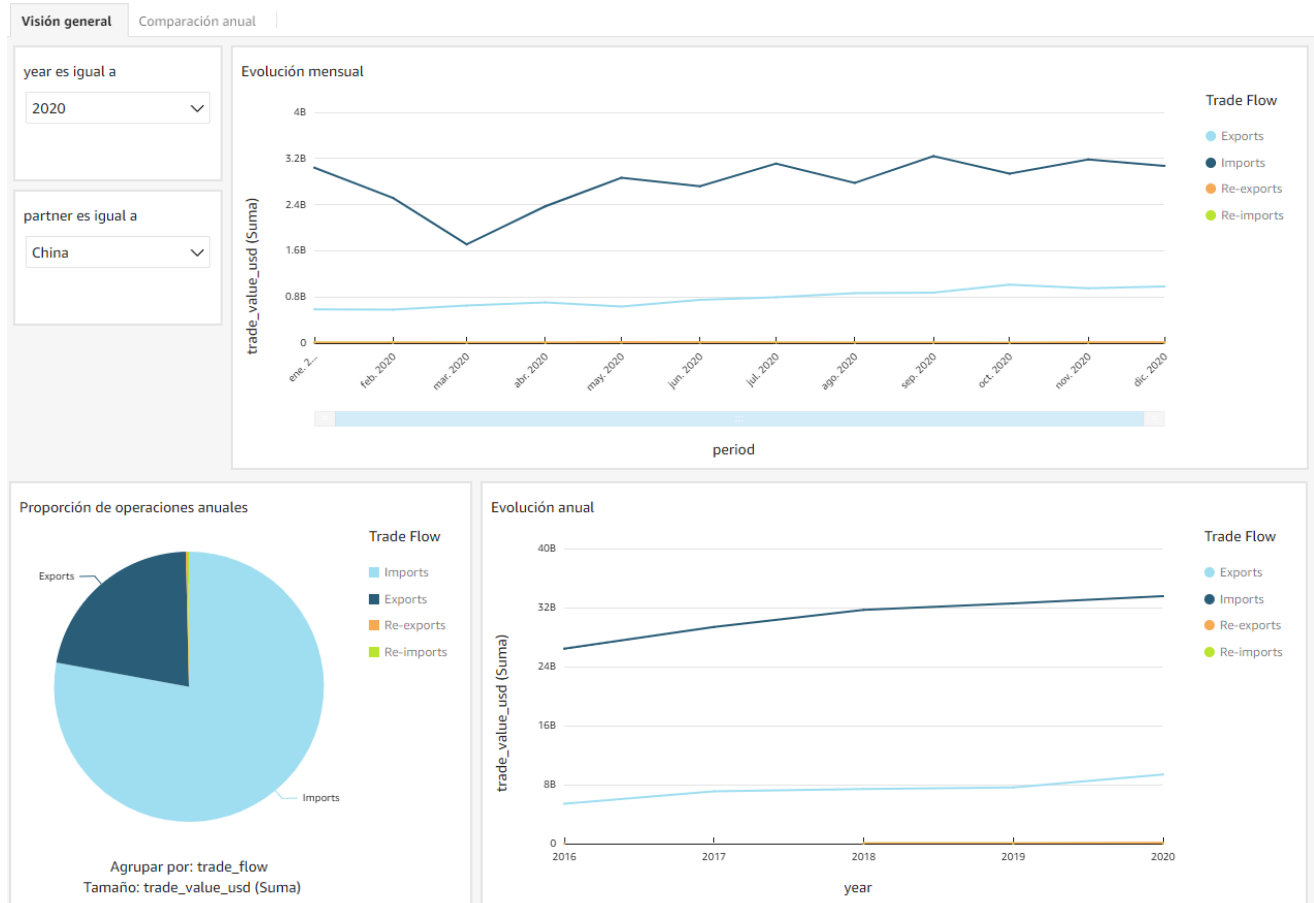 Visión general
Comparación anual
year es igual a
2020
partner es igual a
China
Evolución mensual
trade_value_usd (Suma)
4B
3.2B
2.4B
1.6B
0.8B
0
ene. 2...
feb. 2020
mar. 2020
abr. 2020
may. 2020
jun. 2020
jul. 2020
ago. 2020
sep. 2020
oct. 2020
nov. 2020
dic. 2020
period
Trade Flow
Exports
Imports
Re-exports
Re-imports
Proporción de operaciones anuales
Exports
Imports
Trade Flow
Imports
Exports
Re-exports
Re-imports
Agrupar por: trade_flow
Tamaño: trade_value_usd (Suma)
Evolución anual
trade_value_usd (Suma)
40B
32B
24B
16B
8B
0
2016
2017
2018
2019
2020
year
Trade Flow
Exports
Imports
Re-exports
Re-imports